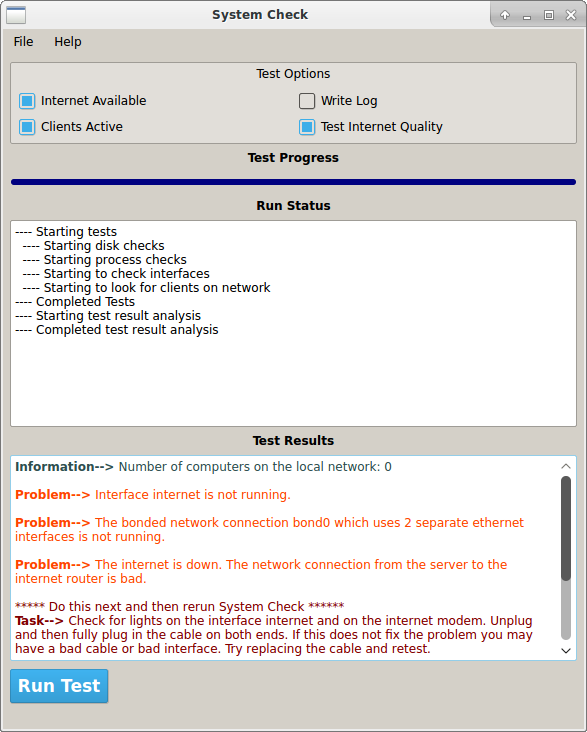 System Check
File Help
Test Options
Internet Available
Write Log
Clients Active
Test Internet Quality
Test Progress
Run Status
---- Starting tests
---- Starting disk checks
---- Starting process checks
---- Starting to check interfaces
---- Starting to look for clients on network
---- Completed Tests
---- Starting test result analysis
---- Completed test result analysis
Test Results
Information--> Number of computers on the local network: 0
Problem--> Interface internet is not running.
Problem--> The bonded network connection bond0 which uses 2 separate ethernet
interfaces is not running.
Problem--> The internet is down. The network connection from the server to the
internet router is bad.
***** Do this next and then rerun System Check ******
Task--> Check for lights on the interface internet and on the internet modem. Unplug
and then fully plug in the cable on both ends. If this does not fix the problem you may
have a bad cable or bad interface. Try replacing the cable and retest.
Run Test